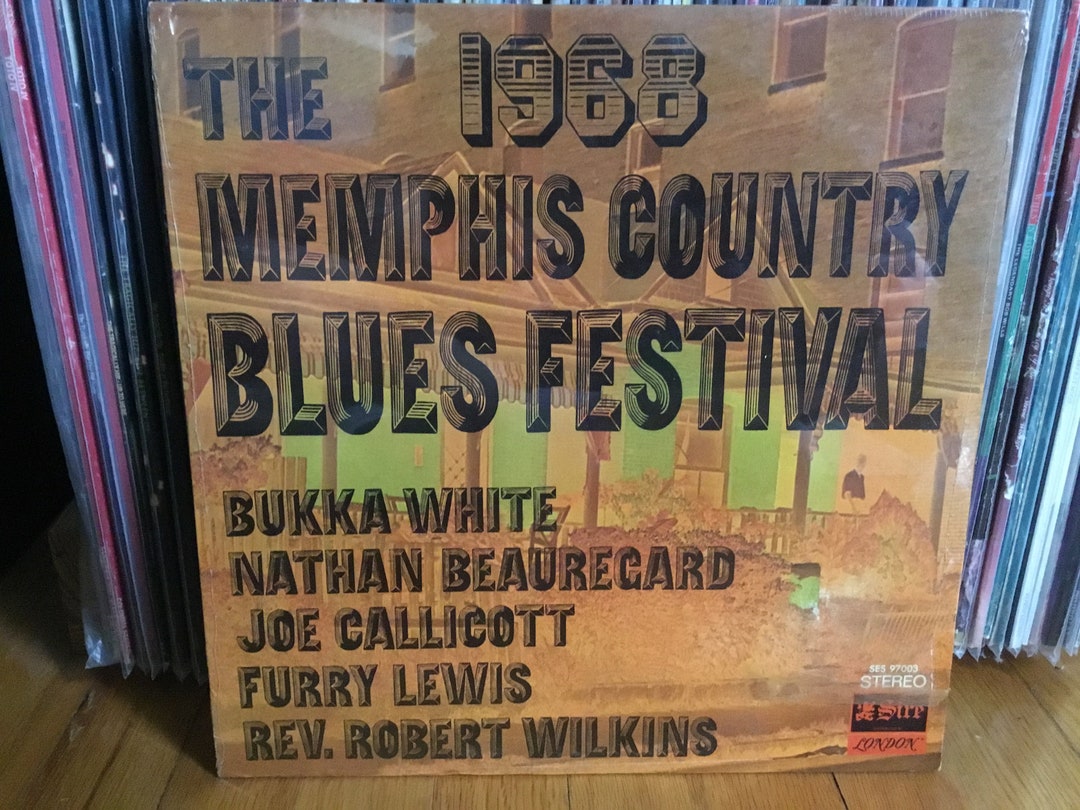 THE 1968
MEMPHIS COUNTRY
BLUES FESTIVAL
BUKKA WHITE
NATHAN BEAUREGARD
JOE CALLICOTT
FURRY LEWIS
REV. ROBERT WILKINS
SES 97003
STEREO
Sire
LONDON